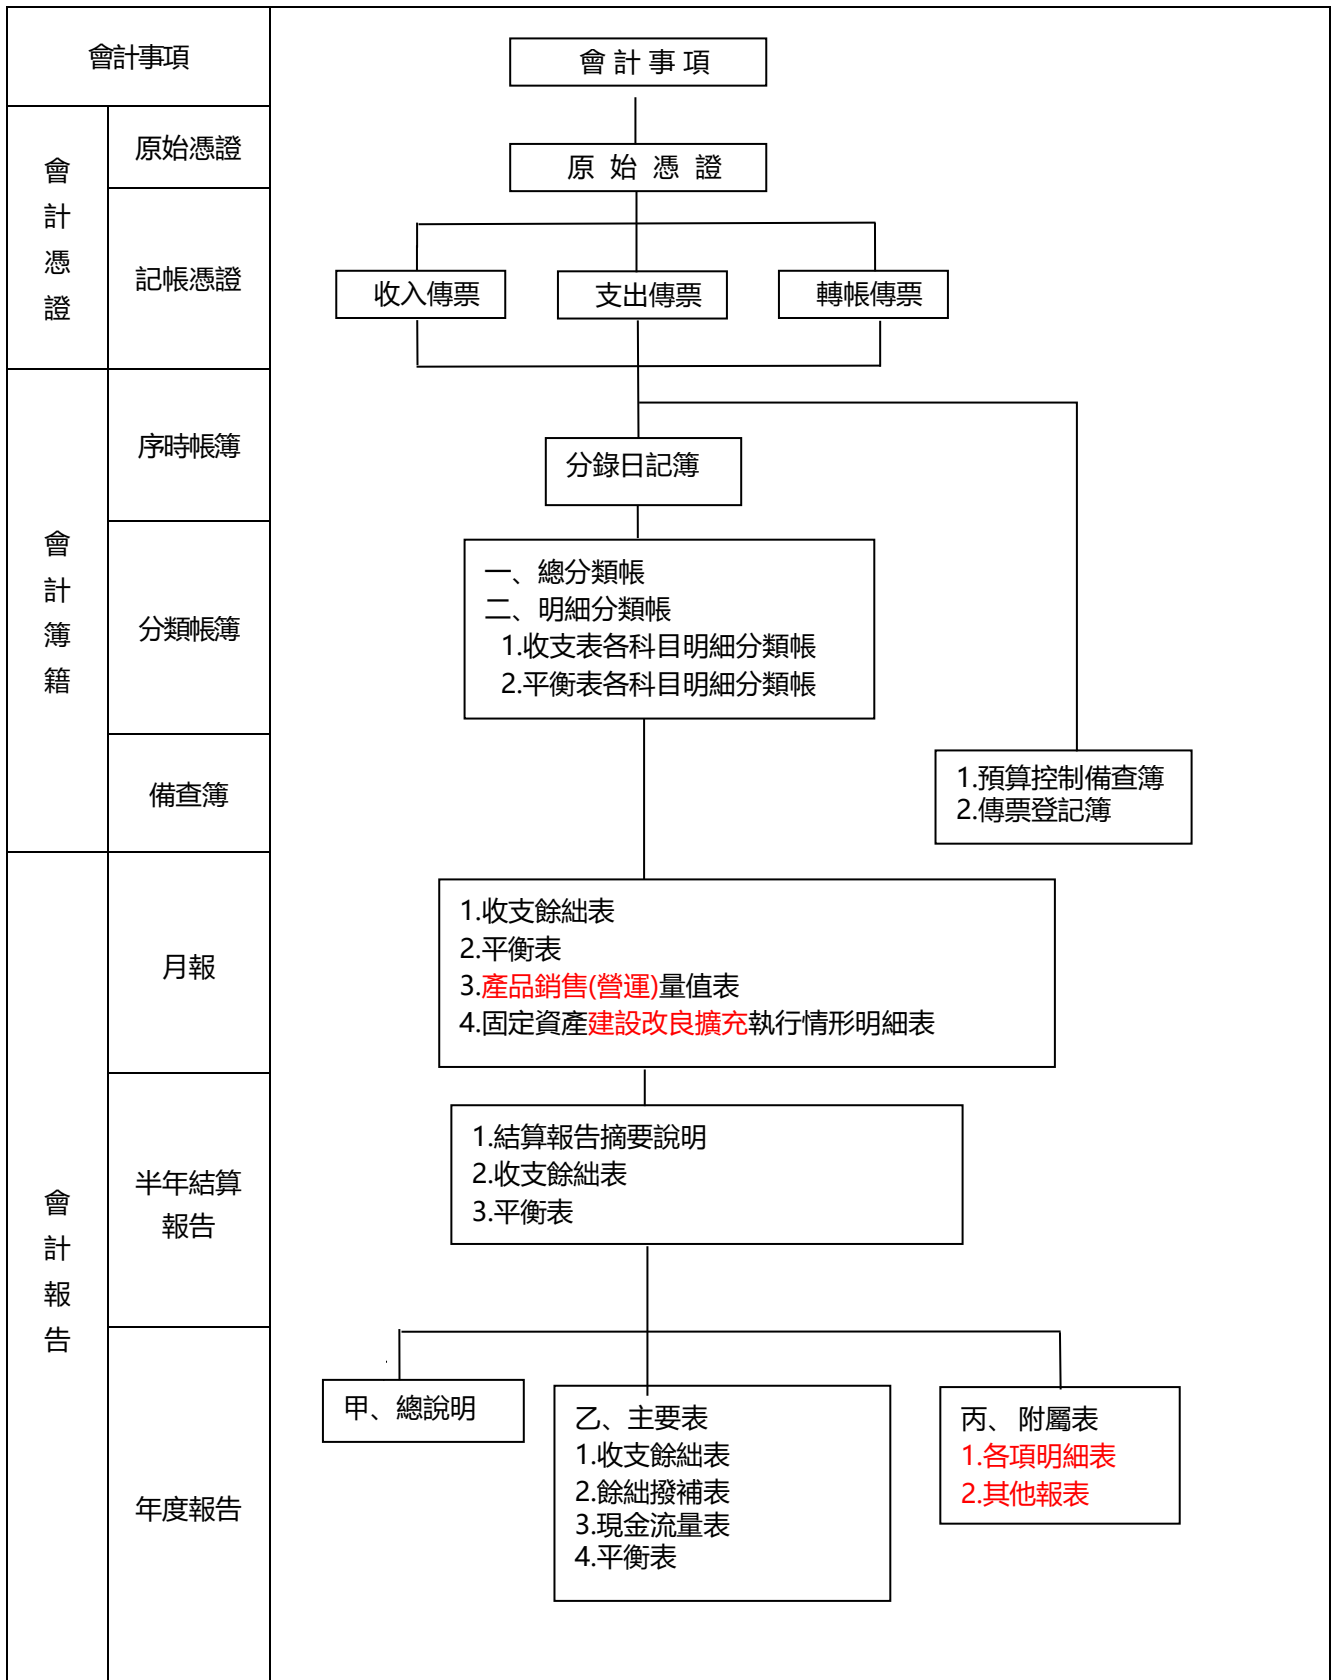 會計事項
會計事項
會計憑證
原始憑證
原始憑證
記帳憑證
收入傳票
支出傳票
轉帳傳票
會計簿籍
序時帳簿
分錄日記簿
分類帳簿
一、總分類帳
二、明細分類帳
1.收支表各科目明細分類帳
2.平衡表各科目明細分類帳
備查簿
1.預算控制備查簿
2.傳票登記簿
會計報告
月報
1.收支餘絀表
2.平衡表
3.產品銷售(營運)量值表
4.固定資產建設改良擴充執行情形明細表
半年結算
報告
1.結算報告摘要說明
2.收支餘絀表
3.平衡表
年度報告
甲、總說明
乙、主要表
1.收支餘絀表
2.餘絀撥補表
3.現金流量表
4.平衡表
丙、 附屬表
1.各項明細表
2.其他報表